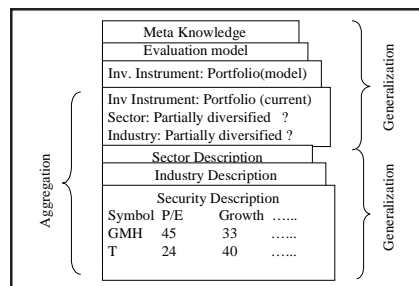 Meta Knowledge
Evaluation model
Inv. Instrument: Portfolio(model)
Inv Instrument: Portfolio (current)
Sector: Partially diversified ?
Industry: Partially diversified ?
Sector Description
Industry Description
Security Description
Symbol P/E Growth …...
GMH 45 33 …...
T 24 40 …...
Aggregation
Generalization
Generalization